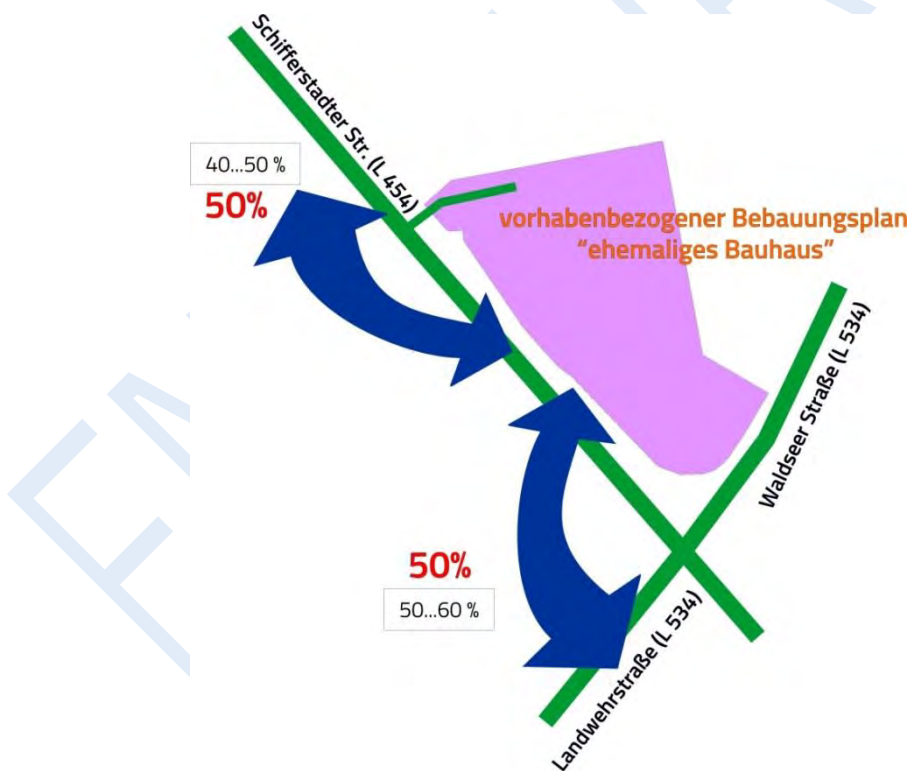 Schifferstadter Str. (L 454)
40...50 %
50%
vorhabenbezogener Bebauungsplan
"ehemaliges Bauhaus"
Waldseer Straße (L 534)
50%
50...60 %
Landwehrstraße (L 534)